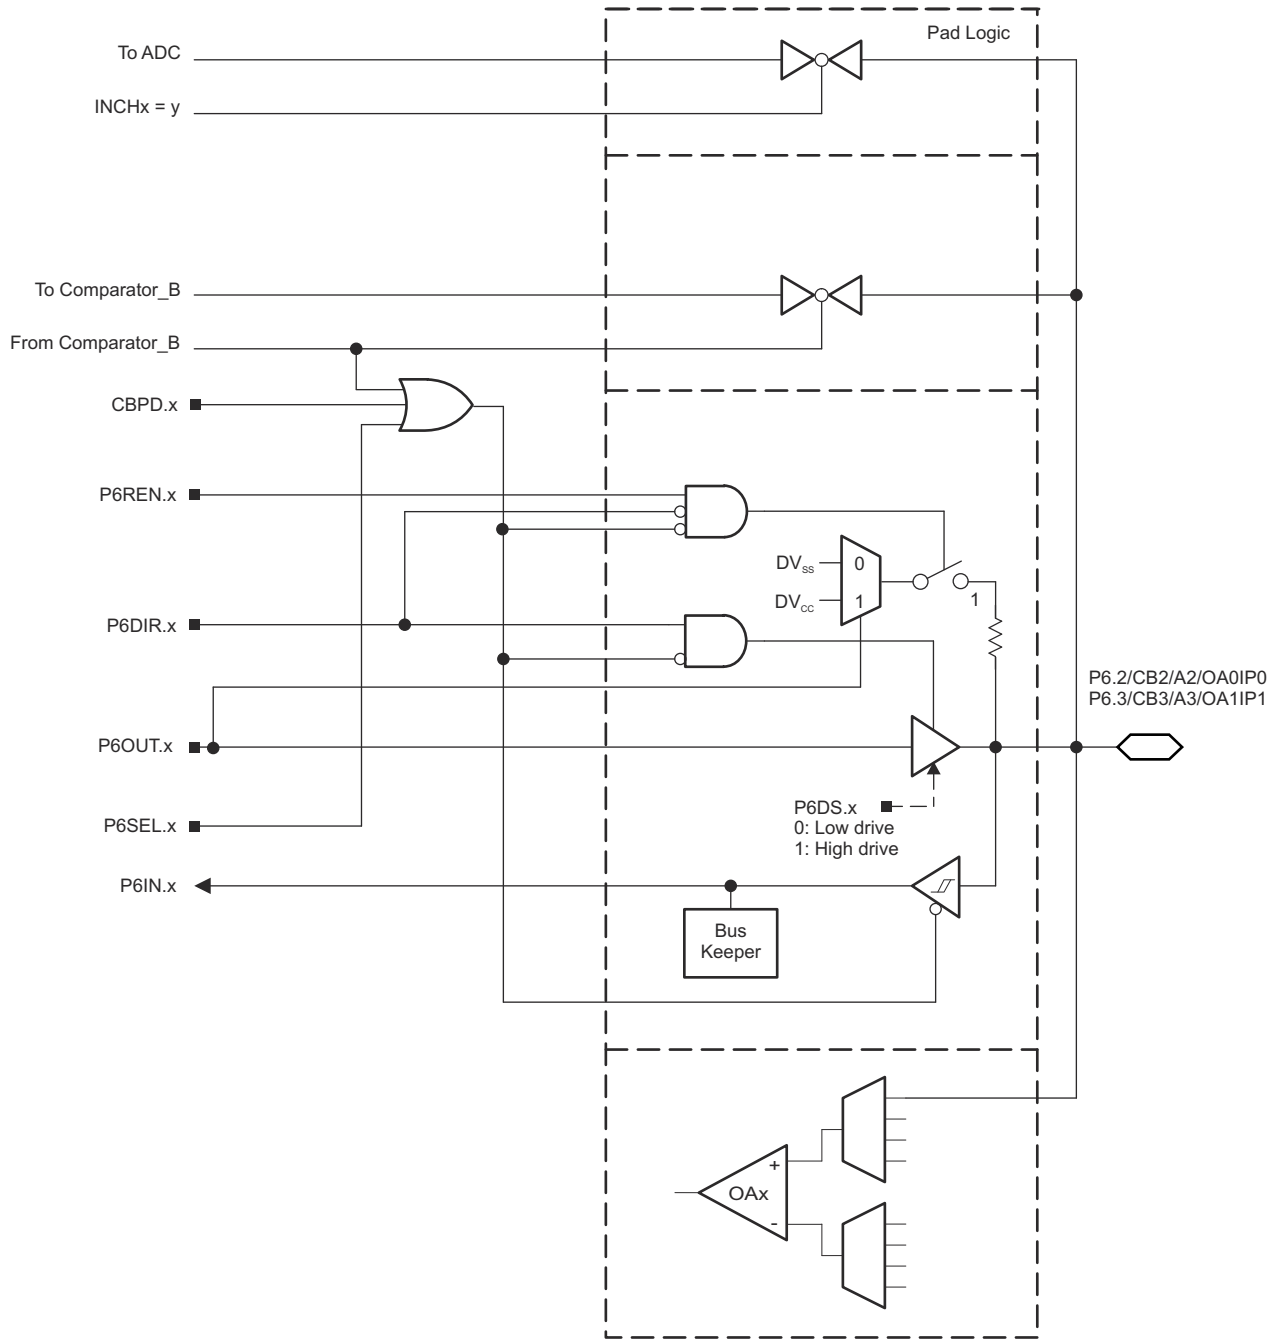 Pad Logic
To ADC
INCHx = y
To Comparator_B
From Comparator_B
CBPD.x
P6REN.x
DVSS
0
DVCC
1
1
P6DIR.x
P6.2/CB2/A2/OA0IP0
P6.3/CB3/A3/OA1IP1
P6OUT.x
P6DS.x
0: Low drive
1: High drive
P6SEL.x
P6IN.x
Bus
Keeper
+
OAx
-